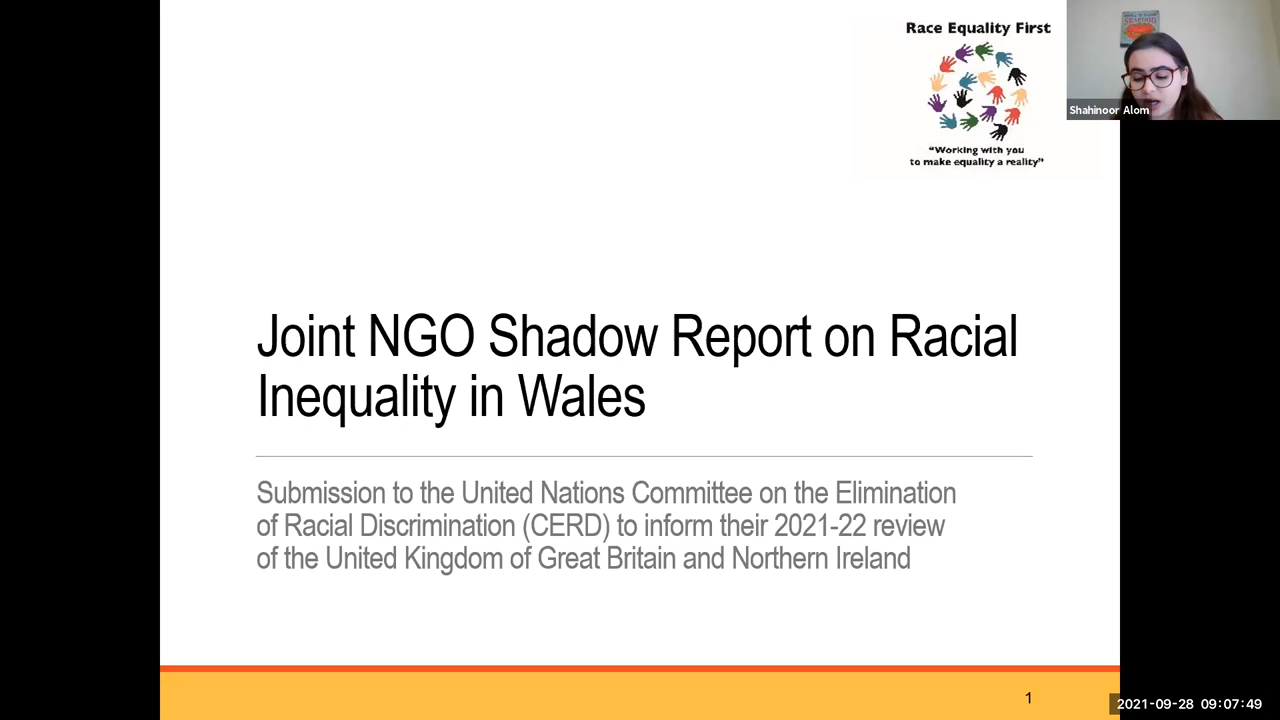 Race Equality First
"Working with you
to make equality a reality"
SEAFOOD
Shahinoor Alom
Joint NGO Shadow Report on Racial
Inequality in Wales
Submission to the United Nations Committee on the Elimination
of Racial Discrimination (CERD) to inform their 2021-22 review
of the United Kingdom of Great Britain and Northern Ireland
1
2021-09-28 09:07:49